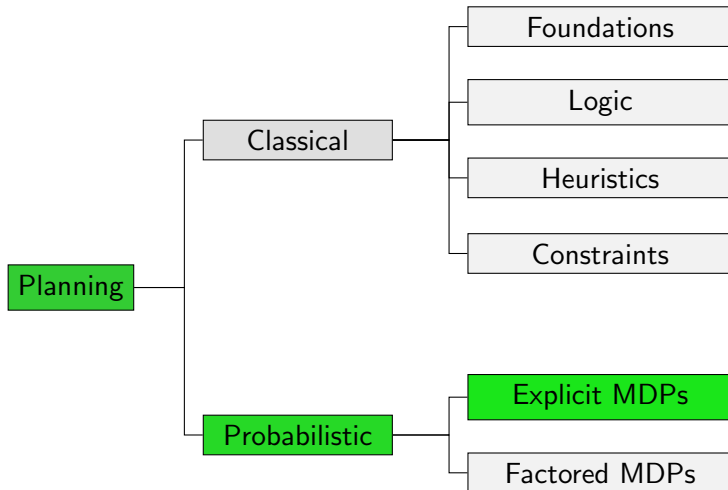 Foundations
Logic
Classical
Heuristics
Constraints
Planning
Explicit MDPs
Probabilistic
Factored MDPs